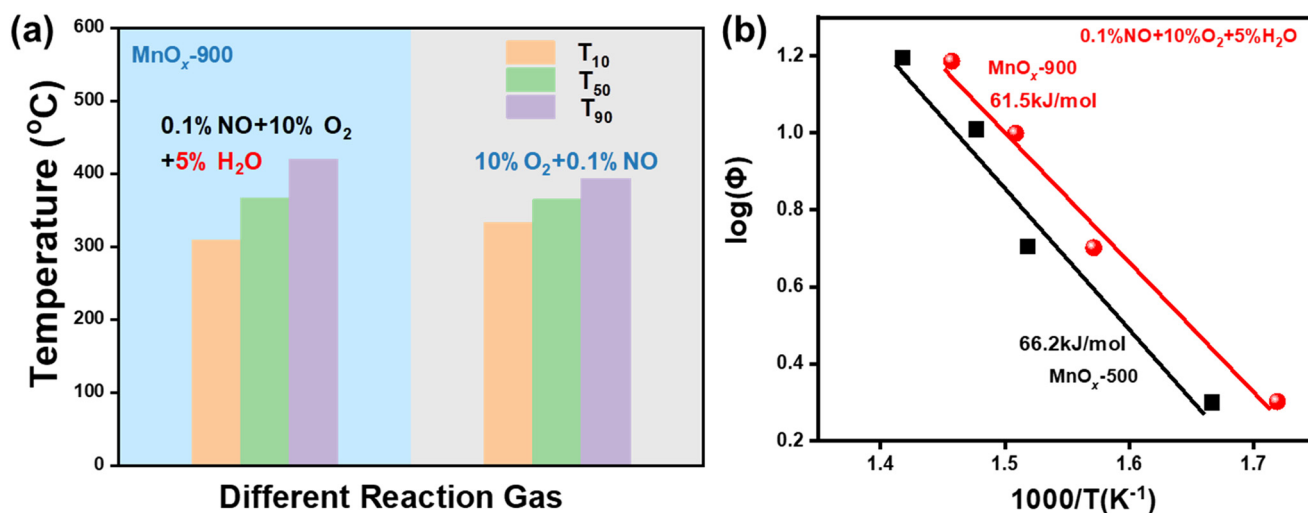 (a)
600
500
400
300
200
100
0
Temperature (°C)
MnOₓ-900
0.1% NO+10% O₂
+5% H₂O
T₁₀
T₅₀
T₉₀
10% O₂+0.1% NO
Different Reaction Gas
(b)
1.2
1.0
0.8
0.6
0.4
0.2
log(Φ)
0.1%NO+10%O₂+5%H₂O
MnOₓ-900
61.5kJ/mol
66.2kJ/mol
MnOₓ-500
1.4
1.5
1.6
1.7
1000/T(K⁻¹)